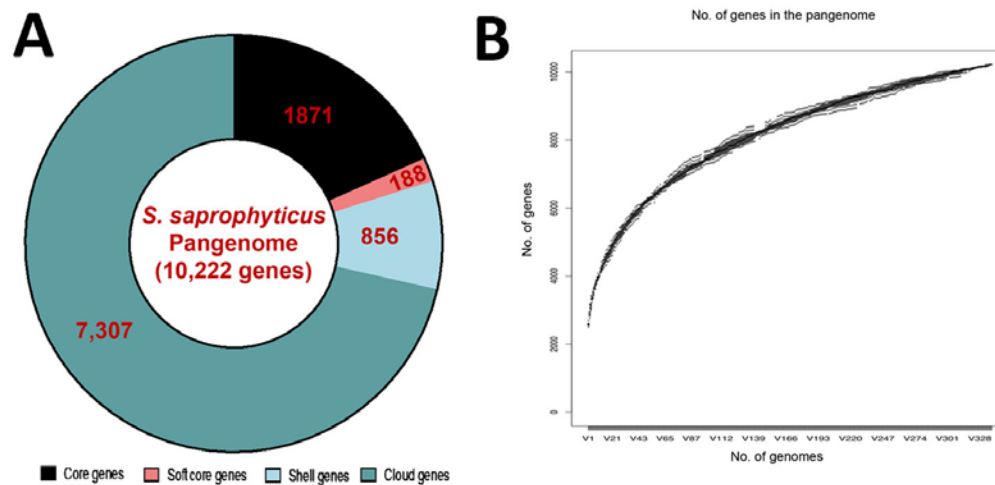 A
1871
188
856
7,307
S. saprophyticus
Pangenome
(10,222 genes)
Core genes
Soft core genes
Shell genes
Cloud genes
B
No. of genes in the pangenome
No. of genes
10000
8000
6000
4000
2000
0
V1 V21 V43 V65 V87 V112 V139 V166 V193 V220 V247 V274 V301 V328
No. of genomes